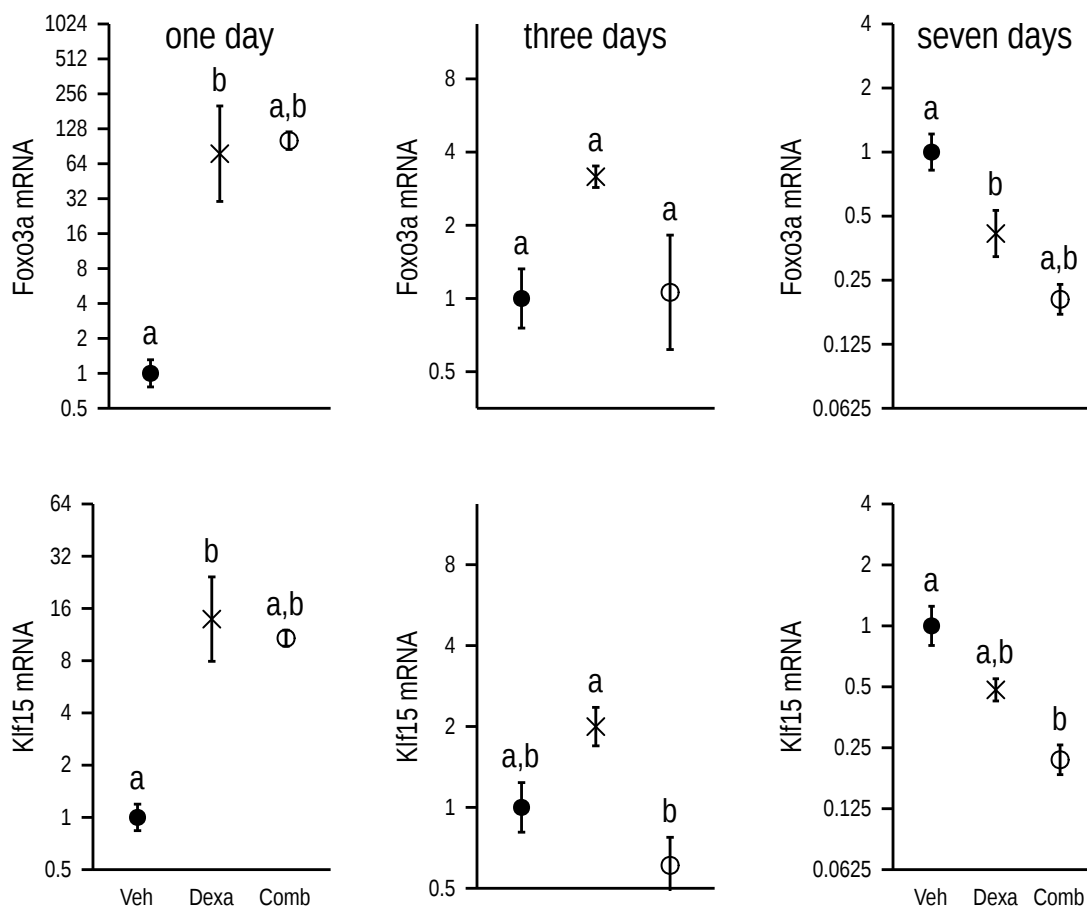 one day
three days
seven days
Foxo3a mRNA
1024
512
256
128
64
32
16
8
4
2
1
0.5
a
b
a,b
Foxo3a mRNA
8
4
2
1
0.5
a
a
a
Foxo3a mRNA
4
2
1
0.5
0.25
0.125
0.0625
a
b
a,b
Klf15 mRNA
64
32
16
8
4
2
1
0.5
a
b
a,b
Veh Dexa Comb
Klf15 mRNA
8
4
2
1
0.5
a,b
a
b
Klf15 mRNA
4
2
1
0.5
0.25
0.125
0.0625
a
a,b
b
Veh Dexa Comb